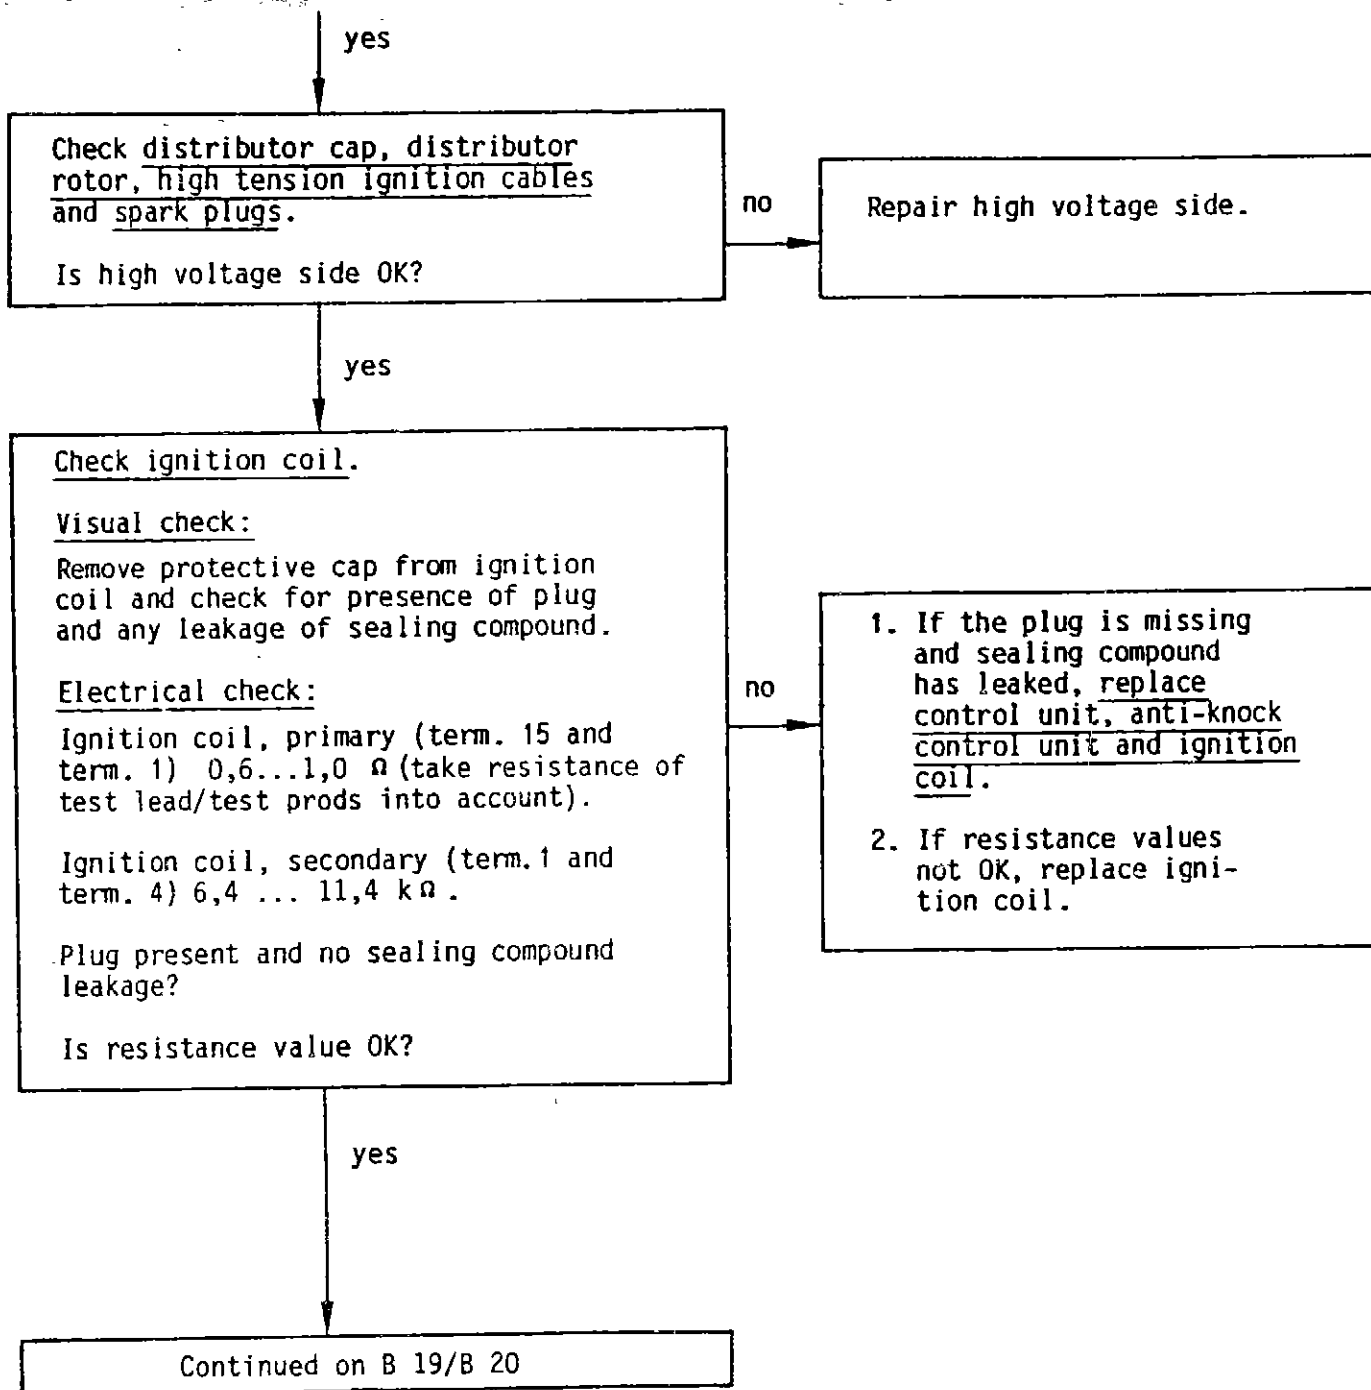 yes
Check distributor cap, distributor
rotor, high tension ignition cables
and spark plugs.
Is high voltage side OK?
no
Repair high voltage side.
yes
Check ignition coil.
Visual check:
Remove protective cap from ignition
coil and check for presence of plug
and any leakage of sealing compound.
Electrical check:
Ignition coil, primary (term. 15 and
term. 1) 0,6...1,0 Ω (take resistance of
test lead/test prods into account).
Ignition coil, secondary (term.1 and
term. 4) 6,4 ... 11,4 kΩ.
Plug present and no sealing compound
leakage?
Is resistance value OK?
no
1. If the plug is missing
and sealing compound
has leaked, replace
control unit, anti-knock
control unit and ignition
coil.
2. If resistance values
not OK, replace igni-
tion coil.
yes
Continued on B 19/B 20